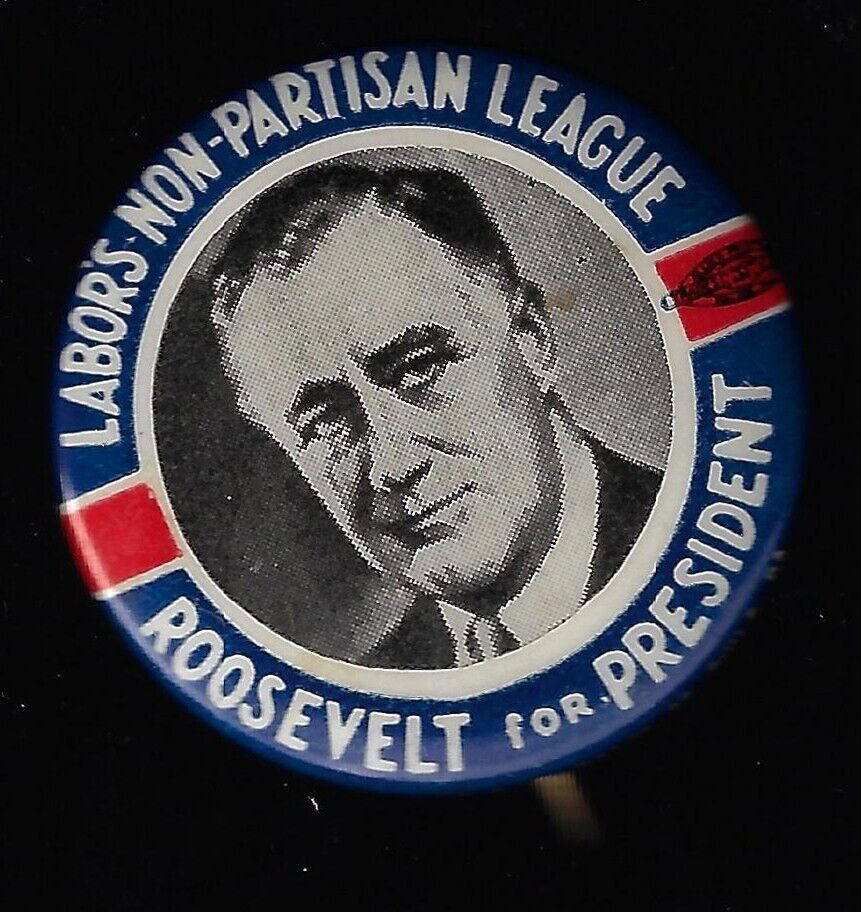 LABOR'S NON-PARTISAN LEAGUE
ROOSEVELT FOR PRESIDENT